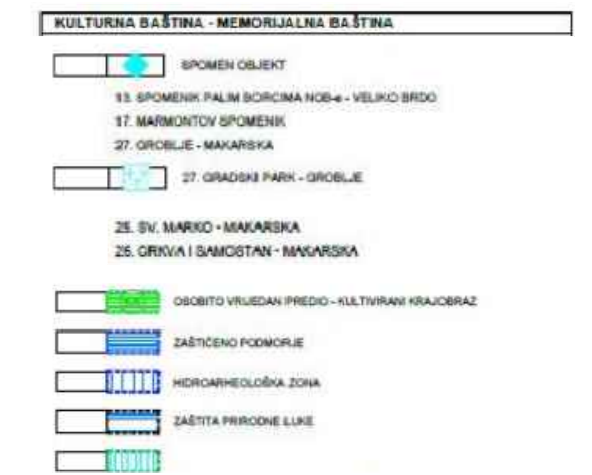 KULTURNA BAŠTINA - MEMORIJALNA BAŠTINA
SPOMEN OBJEKT
13. SPOMENIK PALIM BORCIMA NOB-e - VELIKO BRDO
17. MARMONTOV SPOMENIK
27. GROBLJE - MAKARSKA
27. GRADSKI PARK - GROBLJE
25. SV. MARKO - MAKARSKA
26. CRKVA I SAMOSTAN - MAKARSKA
OSOBITO VRIJEDAN PREDIO - KULTIVIRANI KRAJOBRAZ
ZAŠTIĆENO PODMORJE
HIDROARHEOLOŠKA ZONA
ZAŠTITA PRIRODNE LUKE